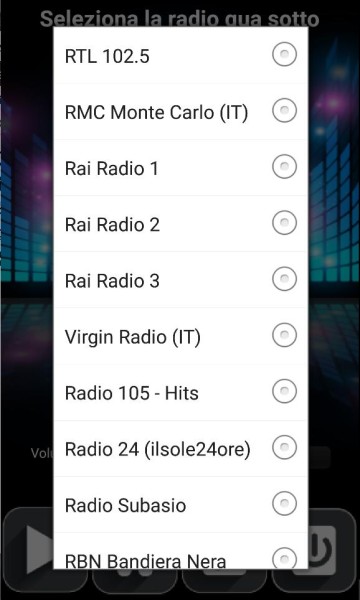 Seleziona la radio qua sotto
RTL 102.5
RMC Monte Carlo (IT)
Rai Radio 1
Rai Radio 2
Rai Radio 3
Virgin Radio (IT)
Radio 105 - Hits
Radio 24 (ilsole24ore)
Radio Subasio
RBN Bandiera Nera